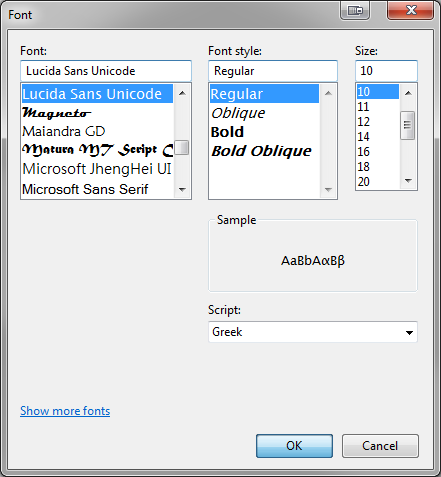 Font
Font: Font style: Size:
Lucida Sans Unicode Regular 10
Lucida Sans Unicode Regular 10
Magneto Oblique 11
Maiandra GD Bold 12
Matura MT Script C Bold Oblique 14
Microsoft JhengHei UI 16
Microsoft Sans Serif 18
20
Sample
AaBbAαBβ
Script:
Greek
Show more fonts
OK Cancel